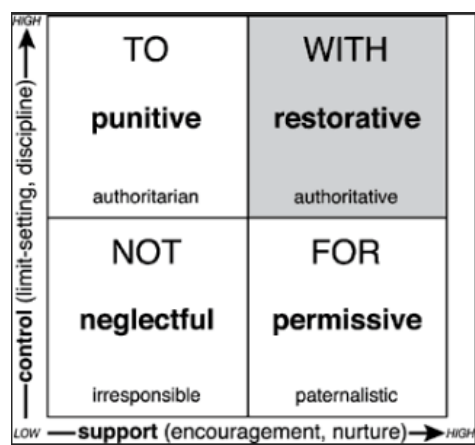 HIGH
TO
WITH
punitive
restorative
authoritarian
authoritative
NOT
FOR
neglectful
permissive
irresponsible
paternalistic
control (limit-setting, discipline)
LOW
support (encouragement, nurture)
HIGH